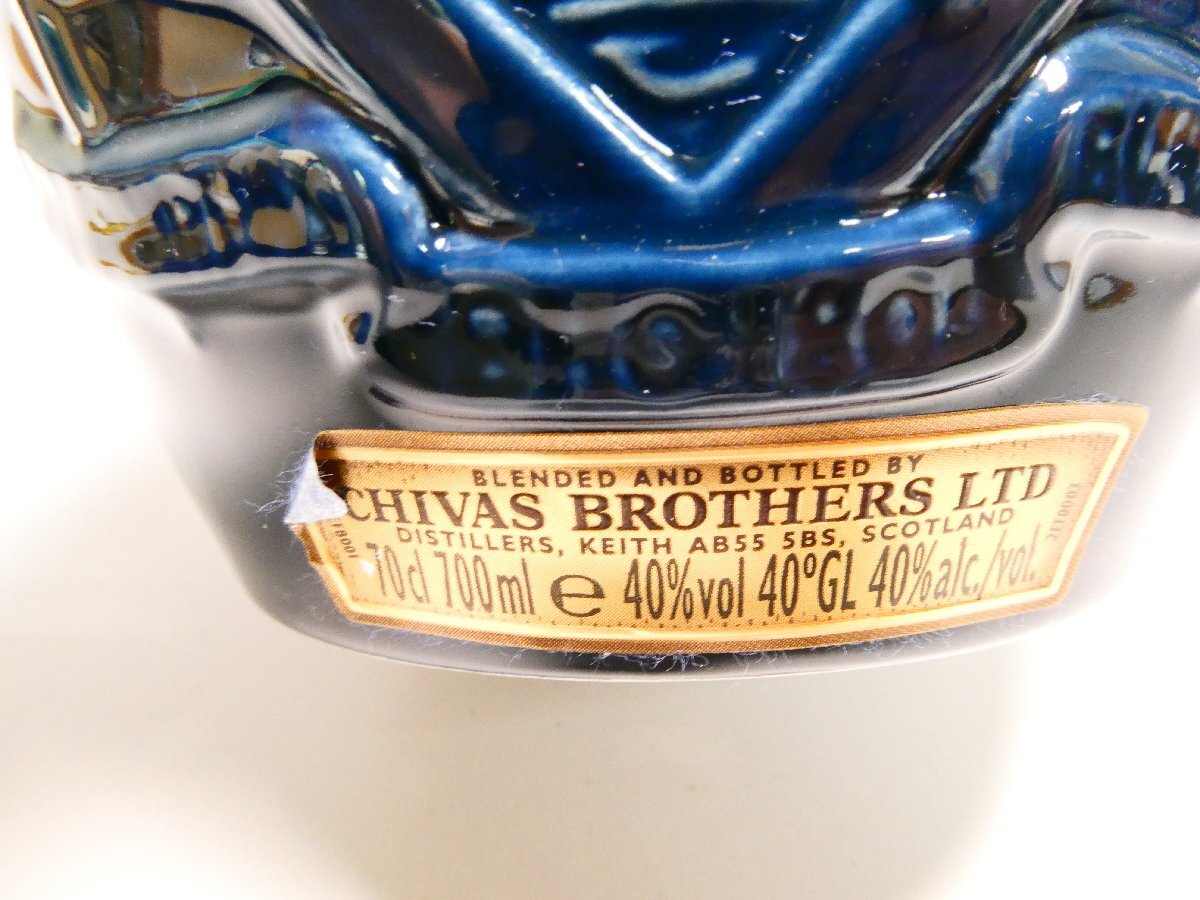 BLENDED AND BOTTLED BY
CHIVAS BROTHERS LTD
DISTILLERS, KEITH AB55 5BS, SCOTLAND
70cl 700ml e 40%vol 40°GL 40%alc./vol.